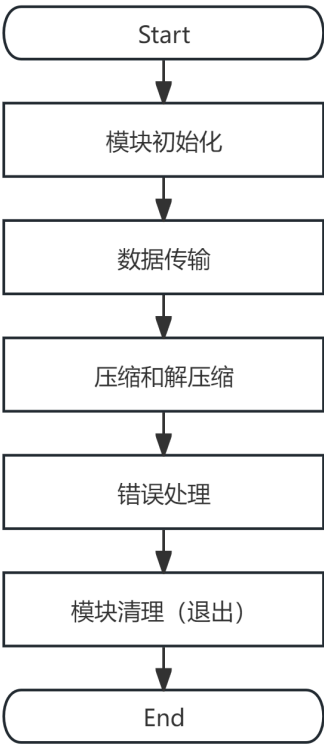 Start
模块初始化
数据传输
压缩和解压缩
错误处理
模块清理（退出）
End